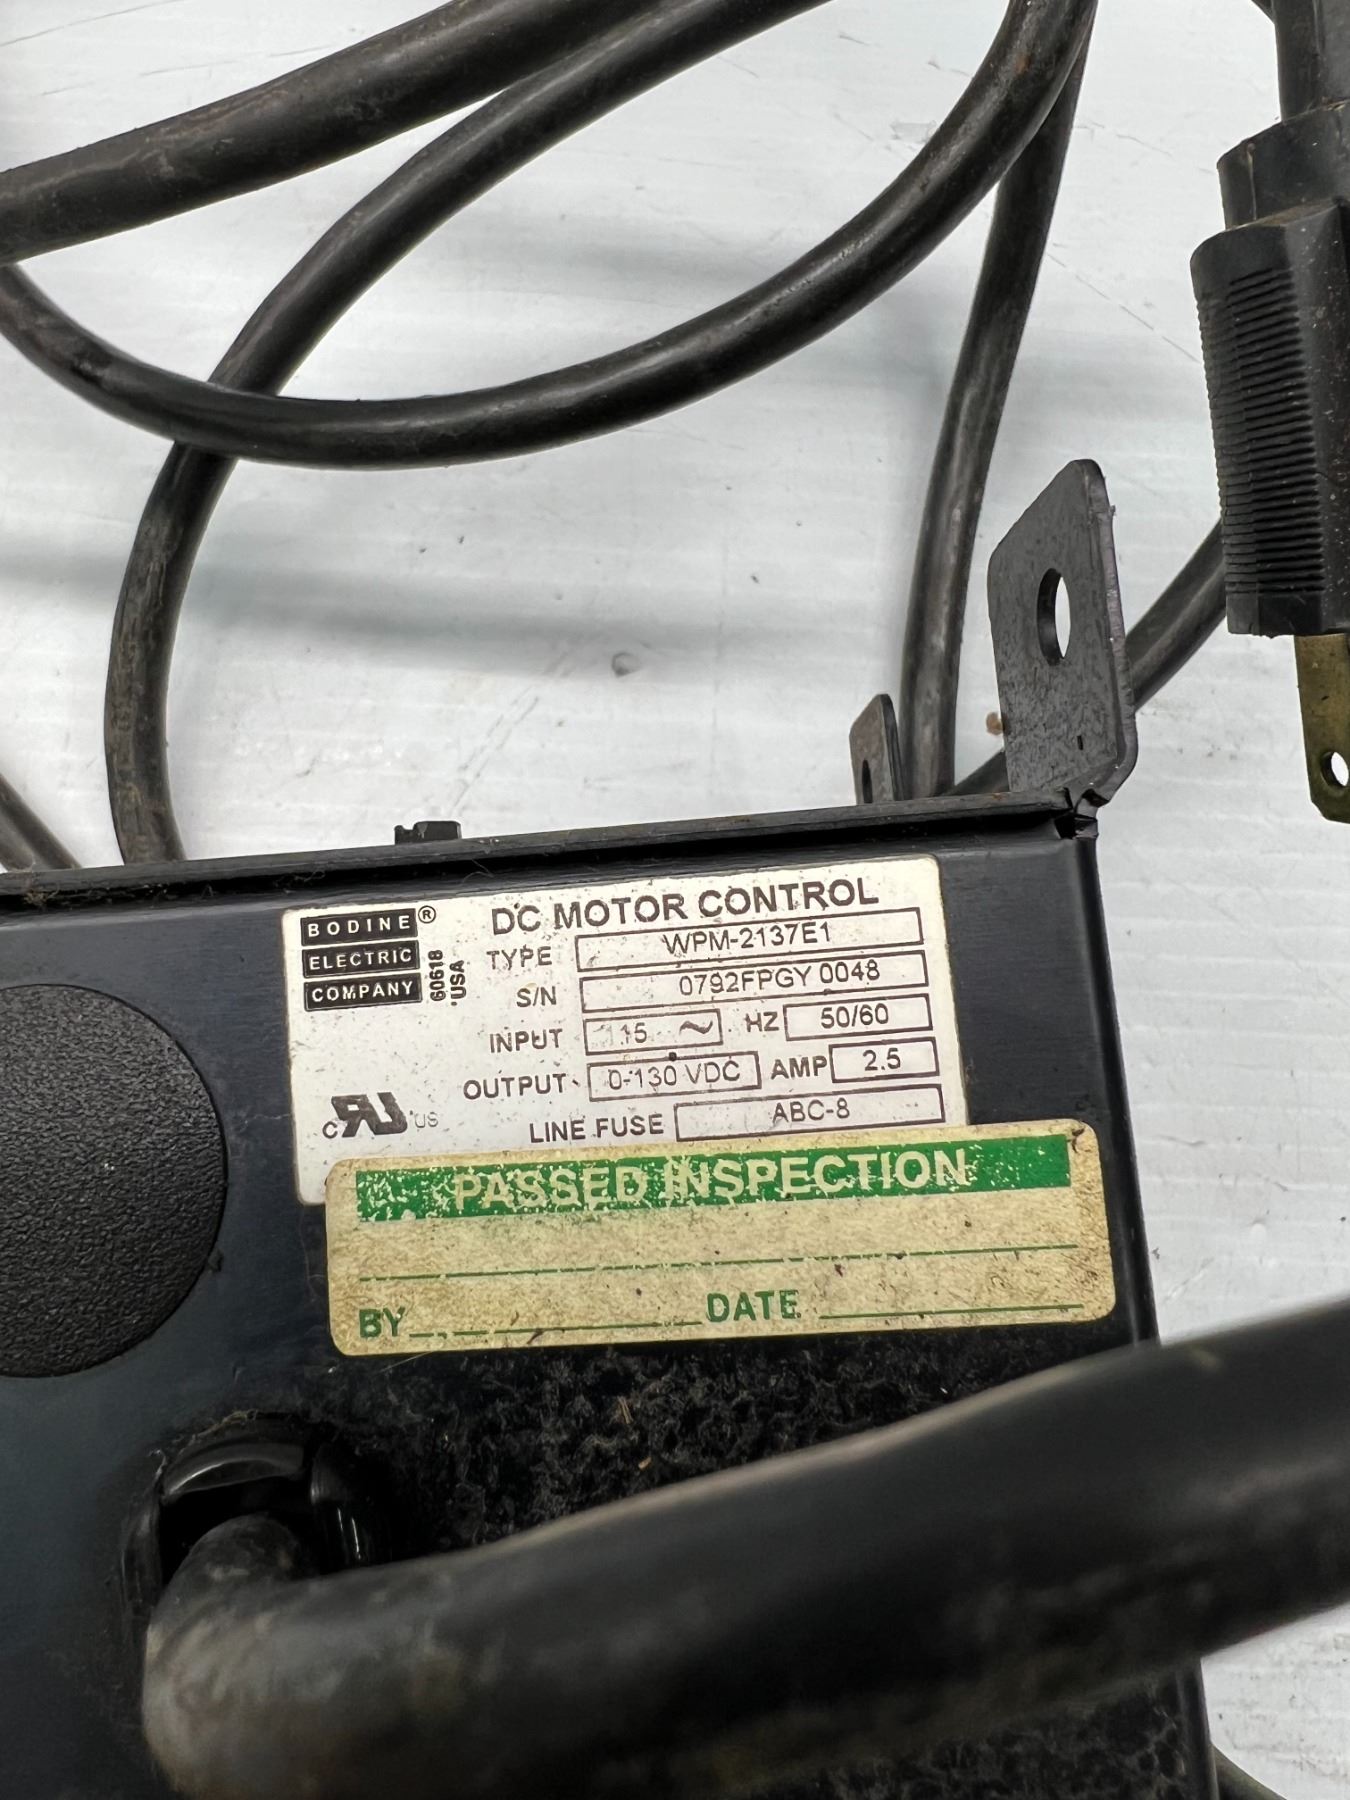 BODINE ®
ELECTRIC
COMPANY
60618
USA
DC MOTOR CONTROL
TYPE WPM-2137E1
S/N 0792FPGY 0048
INPUT 115 ~ HZ 50/60
OUTPUT 0-130 VDC AMP 2.5
LINE FUSE ABC-8
c RU US
PASSED INSPECTION
BY DATE